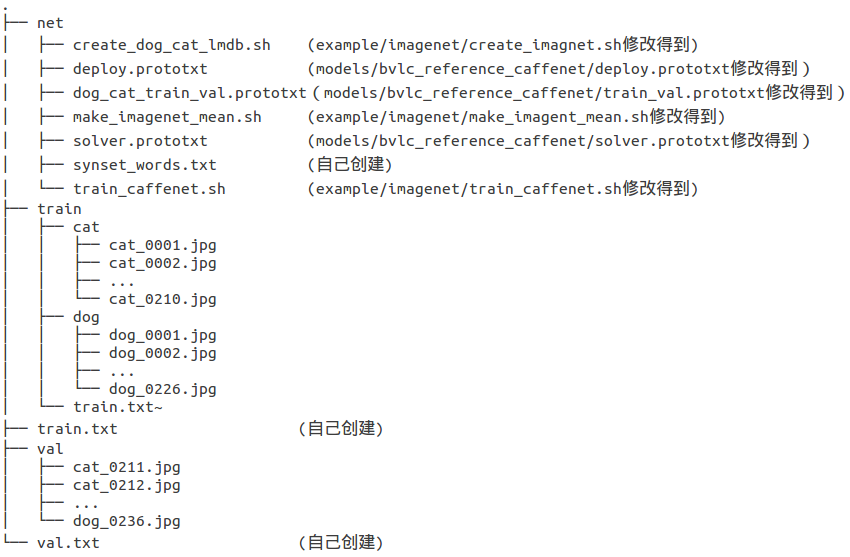 .
├── net
│   ├── create_dog_cat_lmdb.sh    (example/imagenet/create_imagnet.sh修改得到)
│   ├── deploy.prototxt           (models/bvlc_reference_caffenet/deploy.prototxt修改得到)
│   ├── dog_cat_train_val.prototxt (models/bvlc_reference_caffenet/train_val.prototxt修改得到)
│   ├── make_imagenet_mean.sh     (example/imagenet/make_imagent_mean.sh修改得到)
│   ├── solver.prototxt           (models/bvlc_reference_caffenet/solver.prototxt修改得到)
│   ├── synset_words.txt          (自己创建)
│   └── train_caffenet.sh         (example/imagenet/train_caffenet.sh修改得到)
├── train
│   ├── cat
│   │   ├── cat_0001.jpg
│   │   ├── cat_0002.jpg
│   │   ├── ...
│   │   └── cat_0210.jpg
│   ├── dog
│   │   ├── dog_0001.jpg
│   │   ├── dog_0002.jpg
│   │   ├── ...
│   │   └── dog_0226.jpg
│   └── train.txt~
├── train.txt                    (自己创建)
├── val
│   ├── cat_0211.jpg
│   ├── cat_0212.jpg
│   ├── ...
│   └── dog_0236.jpg
└── val.txt                      (自己创建)